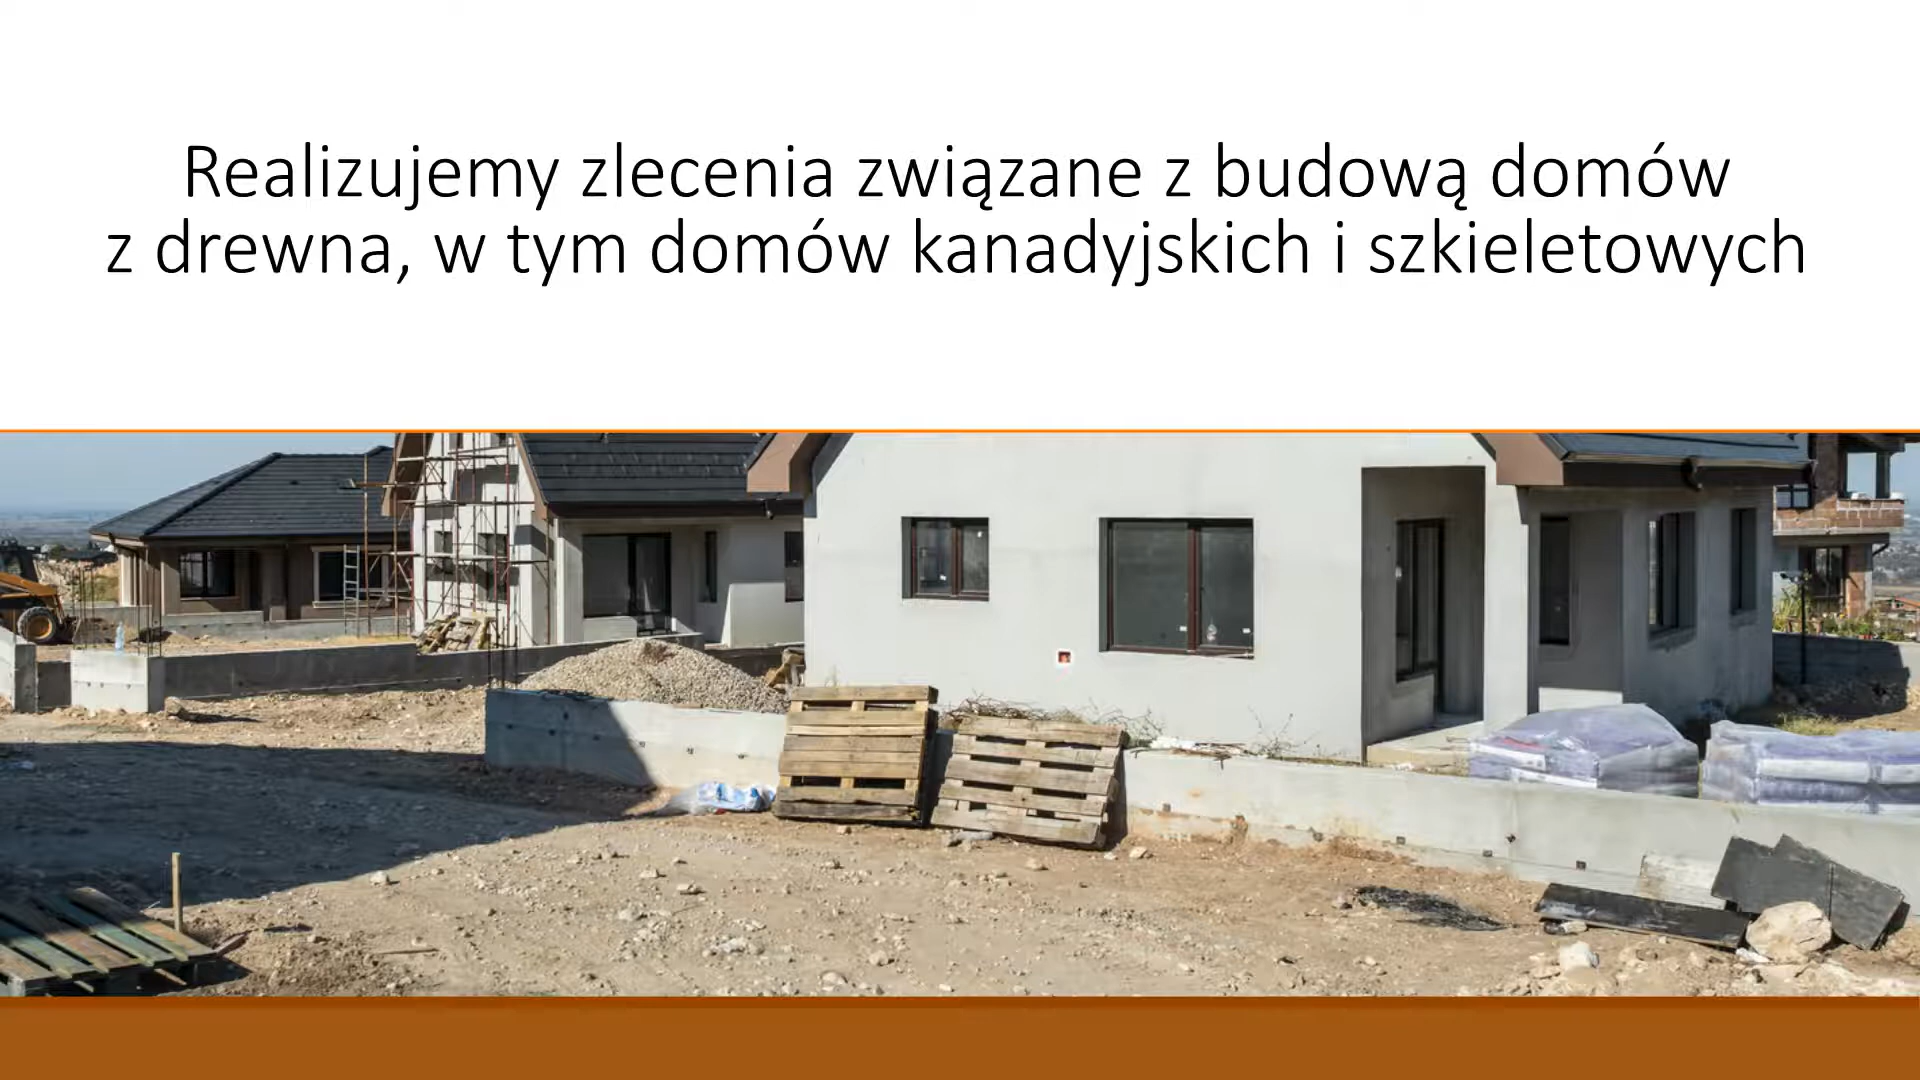 Realizujemy zlecenia związane z budową domów
z drewna, w tym domów kanadyjskich i szkieletowych